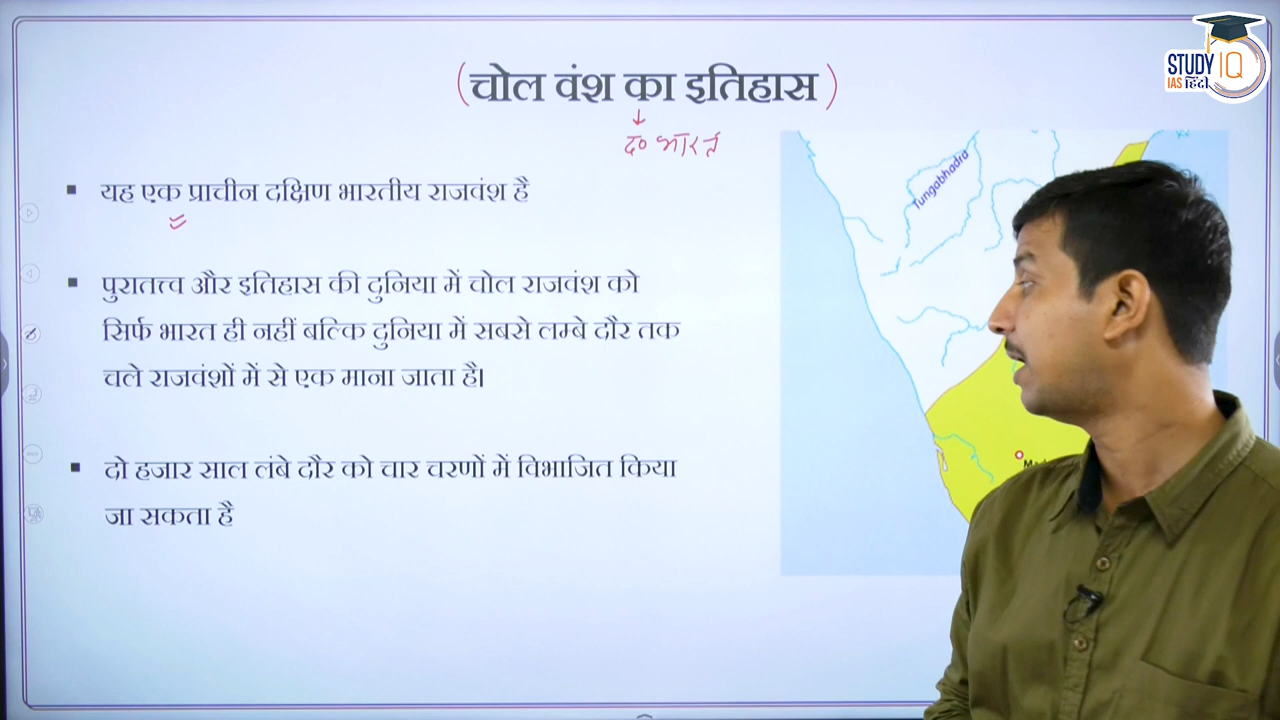 STUDY IQ
IAS हिंदी
(चोल वंश का इतिहास)
द० भारत
यह एक प्राचीन दक्षिण भारतीय राजवंश है
पुरातत्त्व और इतिहास की दुनिया में चोल राजवंश को
सिर्फ भारत ही नहीं बल्कि दुनिया में सबसे लम्बे दौर तक
चले राजवंशों में से एक माना जाता है।
दो हजार साल लंबे दौर को चार चरणों में विभाजित किया
जा सकता है
Tungabhadra